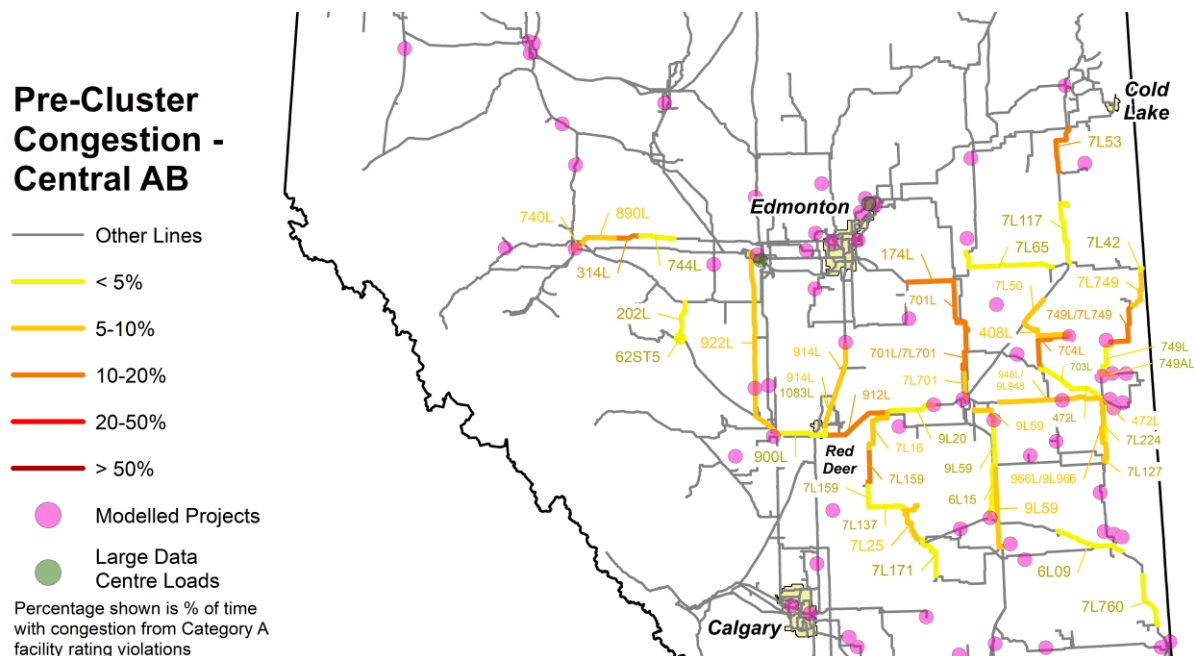 Pre-Cluster
Congestion -
Central AB
Other Lines
< 5%
5-10%
10-20%
20-50%
> 50%
Modelled Projects
Large Data
Centre Loads
Percentage shown is % of time
with congestion from Category A
facility rating violations
Cold
Lake
7L53
Edmonton
740L
890L
7L117
7L65
7L42
314L
744L
174L
7L749
7L50
701L
749L/7L749
202L
408L
62ST5
922L
914L
701L/7L701
704L
749L
703L
749AL
914L
7L701
948L/
9L948
1083L
912L
472L
472L
9L59
7L224
900L
Red
Deer
7L16
9L20
9L59
966L/9L966
7L127
7L159
7L159
6L15
9L59
7L137
7L25
7L171
6L09
7L760
Calgary